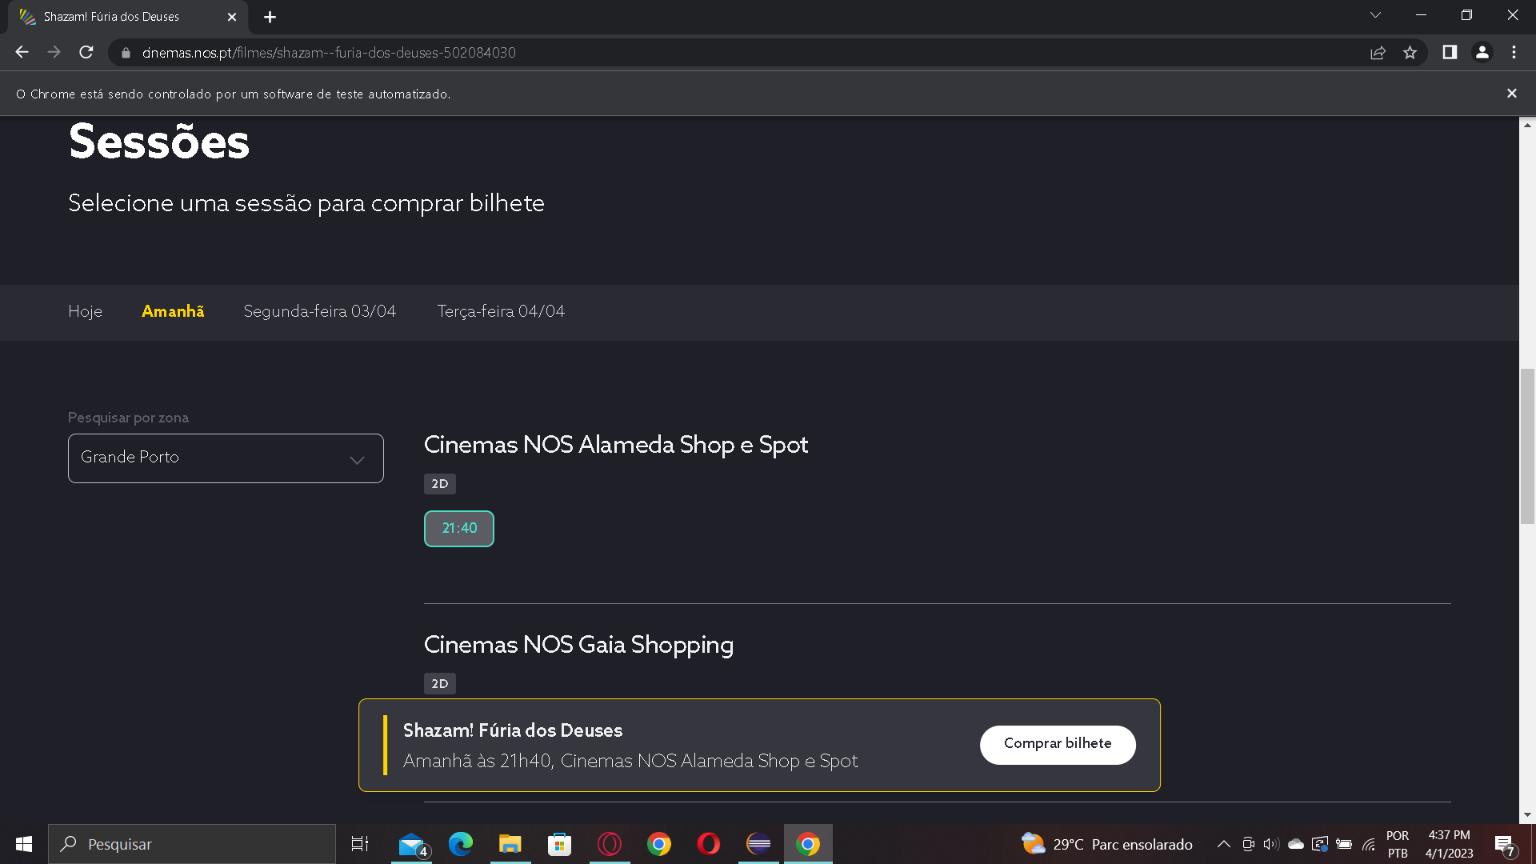 Shazam! Fúria dos Deuses
cinemas.nos.pt/filmes/shazam--furia-dos-deuses-502084030
O Chrome está sendo controlado por um software de teste automatizado.
Sessões
Selecione uma sessão para comprar bilhete
Hoje Amanhã Segunda-feira 03/04 Terça-feira 04/04
Pesquisar por zona
Grande Porto
Cinemas NOS Alameda Shop e Spot
2D
21:40
Cinemas NOS Gaia Shopping
2D
Shazam! Fúria dos Deuses
Amanhã às 21h40, Cinemas NOS Alameda Shop e Spot
Comprar bilhete
Pesquisar
4
29°C Parc ensolarado
POR
PTB
4:37 PM
4/1/2023
7